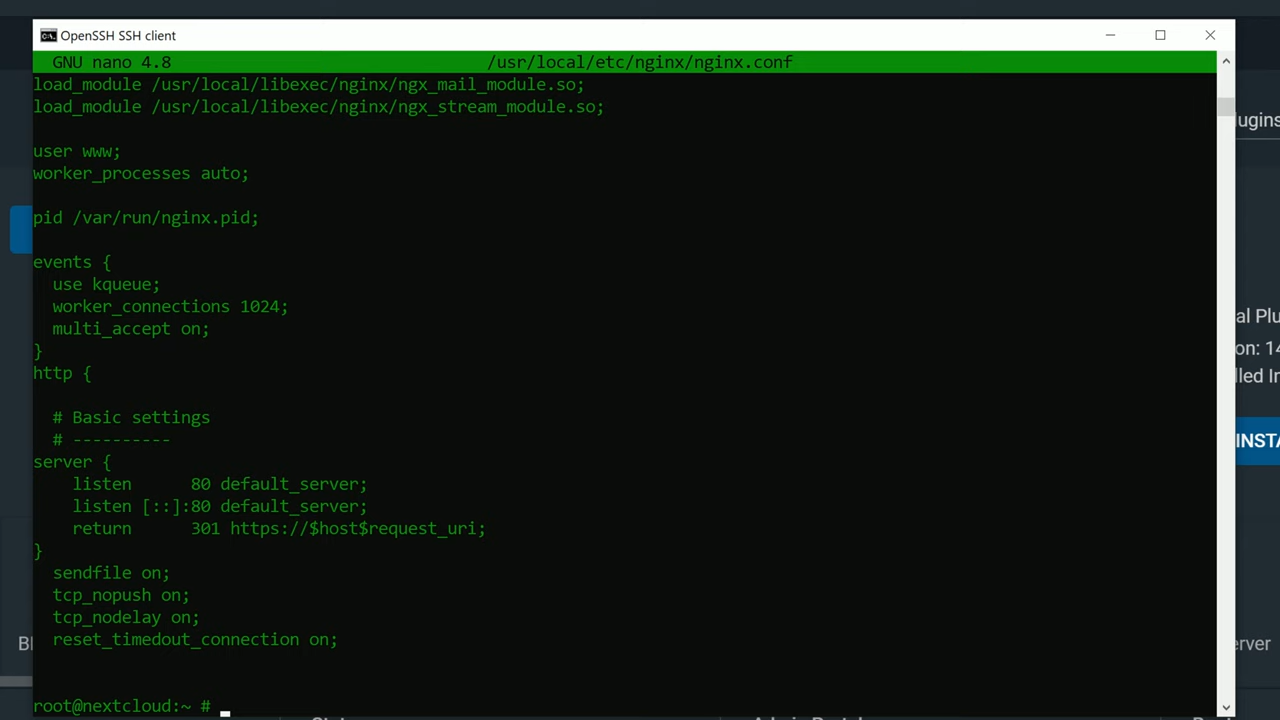 OpenSSH SSH client
GNU nano 4.8 /usr/local/etc/nginx/nginx.conf
load_module /usr/local/libexec/nginx/ngx_mail_module.so;
load_module /usr/local/libexec/nginx/ngx_stream_module.so;
user www;
worker_processes auto;
pid /var/run/nginx.pid;
events {
use kqueue;
worker_connections 1024;
multi_accept on;
}
http {
# Basic settings
# ----------
server {
listen 80 default_server;
listen [::]:80 default_server;
return 301 https://$host$request_uri;
}
sendfile on;
tcp_nopush on;
tcp_nodelay on;
reset_timedout_connection on;
root@nextcloud:~ #